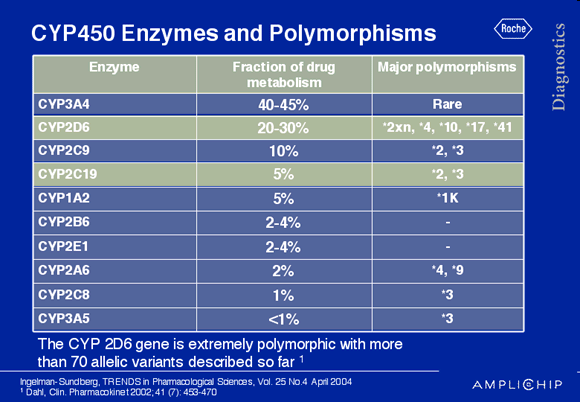 CYP450 Enzymes and Polymorphisms
Roche
Diagnostics
Enzyme Fraction of drug metabolism Major polymorphisms
CYP3A4 40-45% Rare
CYP2D6 20-30% *2xn, *4, *10, *17, *41
CYP2C9 10% *2, *3
CYP2C19 5% *2, *3
CYP1A2 5% *1K
CYP2B6 2-4% -
CYP2E1 2-4% -
CYP2A6 2% *4, *9
CYP2C8 1% *3
CYP3A5 <1% *3
The CYP 2D6 gene is extremely polymorphic with more
than 70 allelic variants described so far 1
Ingelman-Sundberg, TRENDS in Pharmacological Sciences, Vol. 25 No.4 April 2004
1 Dahl, Clin. Pharmacokinet 2002; 41 (7): 453-470
AMPLICHIP